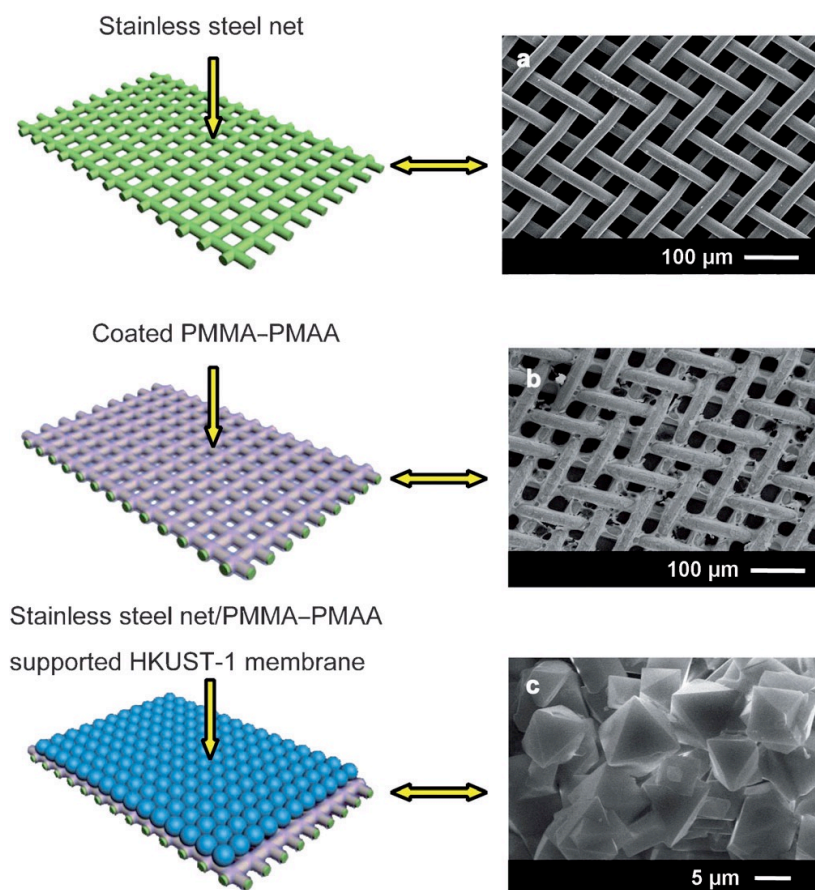 Stainless steel net
a
100 µm
Coated PMMA–PMAA
b
100 µm
Stainless steel net/PMMA–PMAA
supported HKUST-1 membrane
c
5 µm